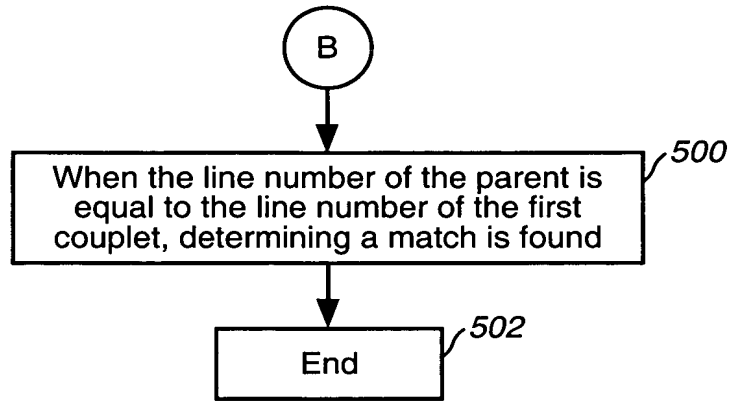 B
500
When the line number of the parent is
equal to the line number of the first
couplet, determining a match is found
502
End